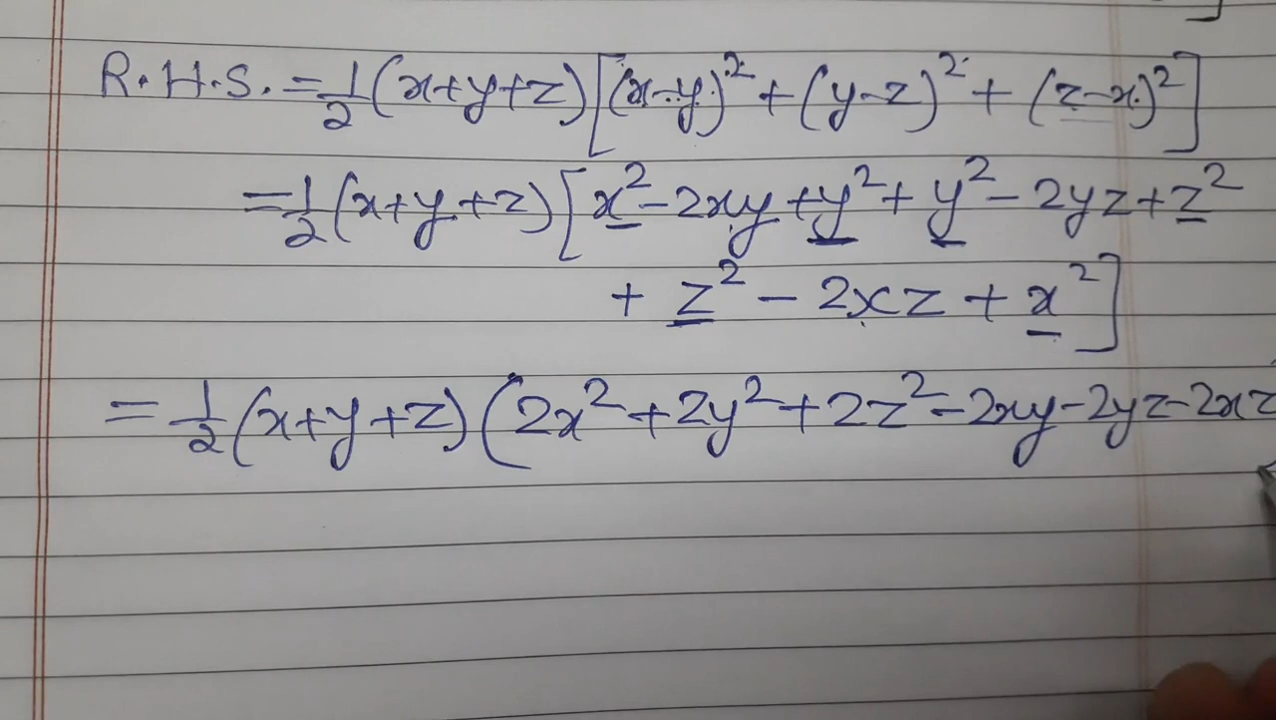 R.H.S. = 1/2 (x+y+z) [(x-y)² + (y-z)² + (z-x)²]
= 1/2 (x+y+z) [x² - 2xy + y² + y² - 2yz + z²
+ z² - 2xz + x²]
= 1/2 (x+y+z) (2x² + 2y² + 2z² - 2xy - 2yz - 2xz